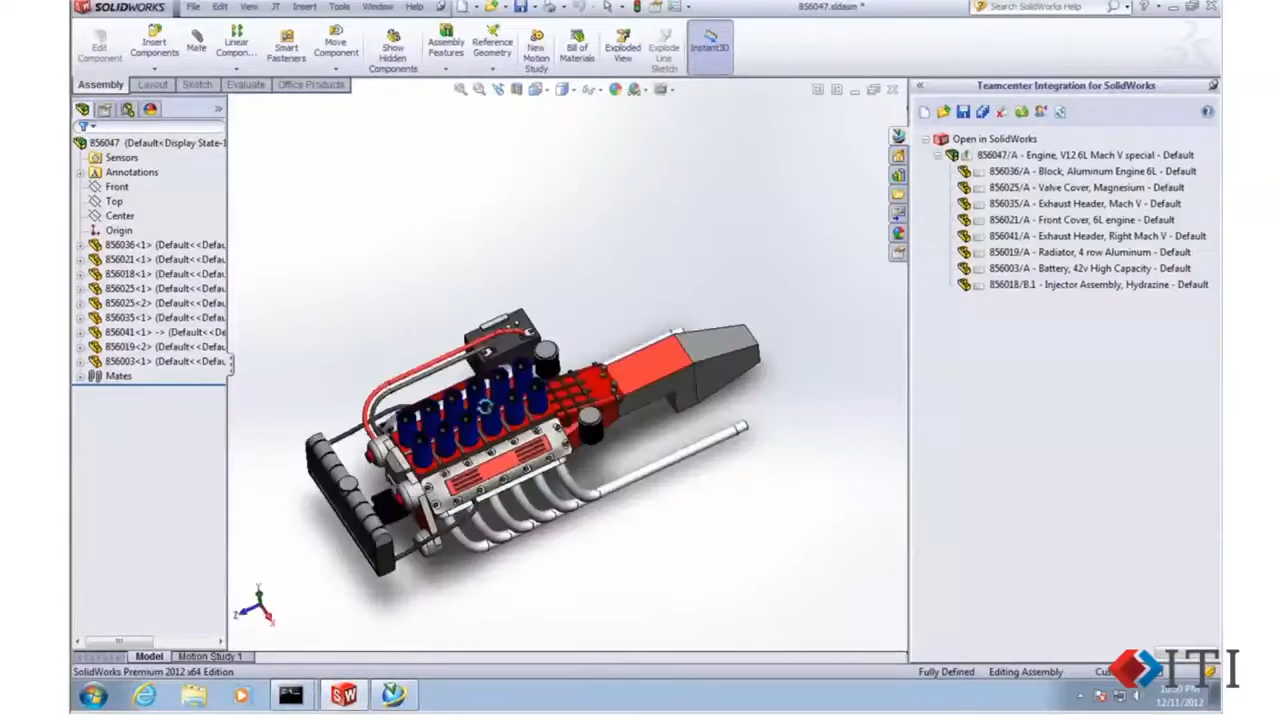 SOLIDWORKS File Edit View JT Insert Tools Window Help 856047.sldasm * Search SolidWorks Help
Edit Component
Insert Components
Mate
Linear Compon...
Smart Fasteners
Move Component
Show Hidden Components
Assembly Features
Reference Geometry
New Motion Study
Bill of Materials
Exploded View
Explode Line Sketch
Instant3D
Assembly Layout Sketch Evaluate Office Products
856047 (Default<Display State-1
Sensors
Annotations
Front
Top
Center
Origin
856036<1> (Default<<Defau
856021<1> (Default<<Defau
856018<1> (Default<<Defau
856025<1> (Default<<Defau
856025<2> (Default<<Defau
856035<1> (Default<<Defau
856041<1> -> (Default<<De
856019<2> (Default<<Defau
856003<1> (Default<<Defau
Mates
Y
Z
X
Teamcenter Integration for SolidWorks
Open in SolidWorks
856047/A - Engine, V12 6L Mach V special - Default
856036/A - Block, Aluminum Engine 6L - Default
856025/A - Valve Cover, Magnesium - Default
856035/A - Exhaust Header, Mach V - Default
856021/A - Front Cover, 6L engine - Default
856041/A - Exhaust Header, Right Mach V - Default
856019/A - Radiator, 4 row Aluminum - Default
856003/A - Battery, 42v High Capacity - Default
856018/B.1 - Injector Assembly, Hydrazine - Default
Model Motion Study 1
SolidWorks Premium 2012 x64 Edition Fully Defined Editing Assembly
ITI
SW
12/11/2012